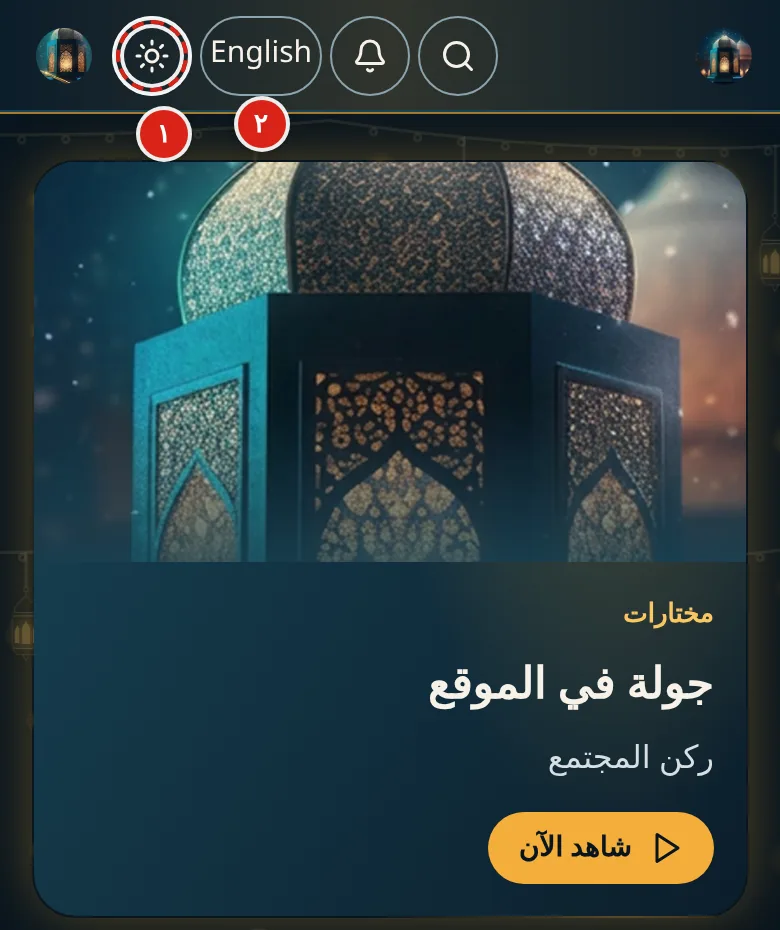 English
١
٢
مختارات
جولة في الموقع
ركن المجتمع
شاهد الآن